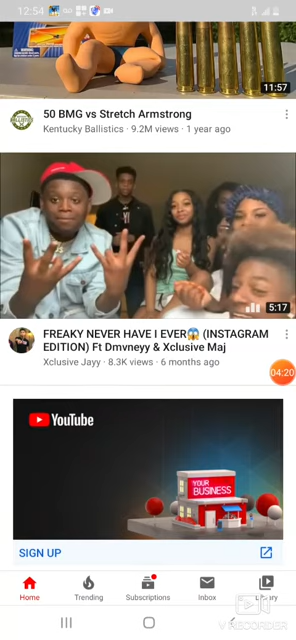 12:54
11:57
50 BMG vs Stretch Armstrong
Kentucky Ballistics · 9.2M views · 1 year ago
5:17
FREAKY NEVER HAVE I EVER😱 (INSTAGRAM
EDITION) Ft Dmvneyy & Xclusive Maj
Xclusive Jayy · 8.3K views · 6 months ago
04:20
YouTube
YOUR
BUSINESS
SIGN UP
Home
Trending
Subscriptions
Inbox
Library
V RECORDER